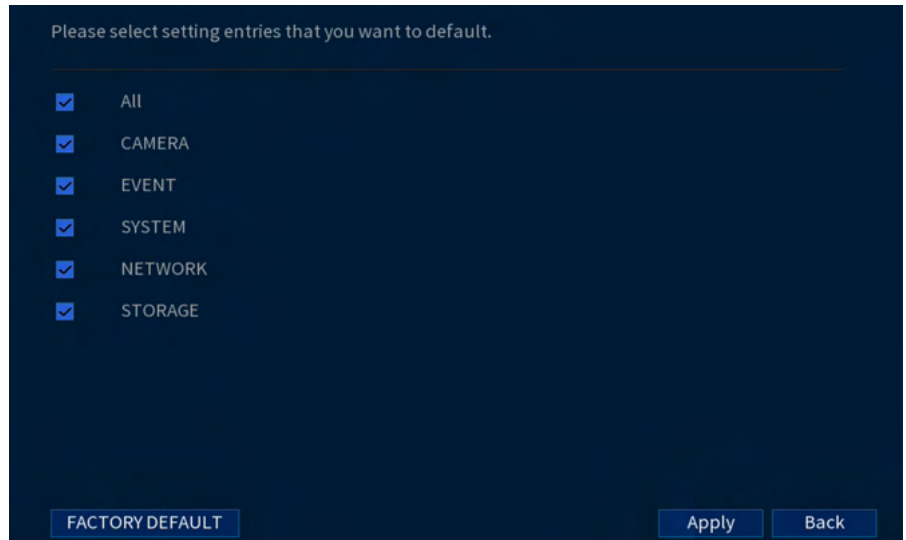 Please select setting entries that you want to default.
All
CAMERA
EVENT
SYSTEM
NETWORK
STORAGE
FACTORY DEFAULT Apply Back